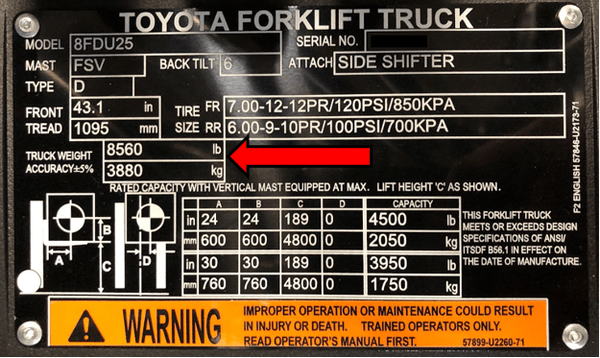 TOYOTA FORKLIFT TRUCK
MODEL 8FDU25 SERIAL NO.
MAST FSV BACK TILT 6 ATTACH SIDE SHIFTER
TYPE D
FRONT 43.1 in TIRE FR 7.00-12-12PR/120PSI/850KPA
TREAD 1095 mm SIZE RR 6.00-9-10PR/100PSI/700KPA
TRUCK WEIGHT 8560 lb
ACCURACY±5% 3880 kg
RATED CAPACITY WITH VERTICAL MAST EQUIPPED AT MAX. LIFT HEIGHT 'C' AS SHOWN.
A B C D CAPACITY
in 24 24 189 0 4500 lb
mm 600 600 4800 0 2050 kg
in 30 30 189 0 3950 lb
mm 760 760 4800 0 1750 kg
A B C D
THIS FORKLIFT TRUCK
MEETS OR EXCEEDS DESIGN
SPECIFICATIONS OF ANSI/
ITSDF B56.1 IN EFFECT ON
THE DATE OF MANUFACTURE.
F2 ENGLISH 57846-U2173-71
WARNING
IMPROPER OPERATION OR MAINTENANCE COULD RESULT
IN INJURY OR DEATH. TRAINED OPERATORS ONLY.
READ OPERATOR'S MANUAL FIRST. 57899-U2260-71